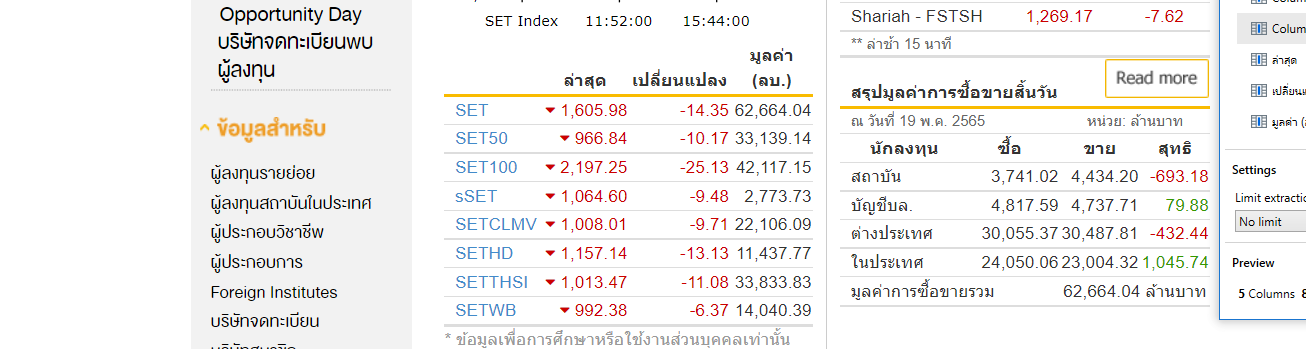 Opportunity Day
บริษัทจดทะเบียนพบ
ผู้ลงทุน
ข้อมูลสำหรับ
ผู้ลงทุนรายย่อย
ผู้ลงทุนสถาบันในประเทศ
ผู้ประกอบวิชาชีพ
ผู้ประกอบการ
Foreign Institutes
บริษัทจดทะเบียน
SET Index 11:52:00 15:44:00
ล่าสุด เปลี่ยนแปลง มูลค่า (ลบ.)
SET 1,605.98 -14.35 62,664.04
SET50 966.84 -10.17 33,139.14
SET100 2,197.25 -25.13 42,117.15
sSET 1,064.60 -9.48 2,773.73
SETCLMV 1,008.01 -9.71 22,106.09
SETHD 1,157.14 -13.13 11,437.77
SETTHSI 1,013.47 -11.08 33,833.83
SETWB 992.38 -6.37 14,040.39
* ข้อมูลเพื่อการศึกษาหรือใช้งานส่วนบุคคลเท่านั้น
Shariah - FSTSH 1,269.17 -7.62
** ล่าช้า 15 นาที
Read more
สรุปมูลค่าการซื้อขายสิ้นวัน
ณ วันที่ 19 พ.ค. 2565 หน่วย: ล้านบาท
นักลงทุน ซื้อ ขาย สุทธิ
สถาบัน 3,741.02 4,434.20 -693.18
บัญชีบล. 4,817.59 4,737.71 79.88
ต่างประเทศ 30,055.37 30,487.81 -432.44
ในประเทศ 24,050.06 23,004.32 1,045.74
มูลค่าการซื้อขายรวม 62,664.04 ล้านบาท
Colum
ล่าสุด
เปลี่ยนแ
มูลค่า (
Settings
Limit extractio
No limit
Preview
5 Columns 8